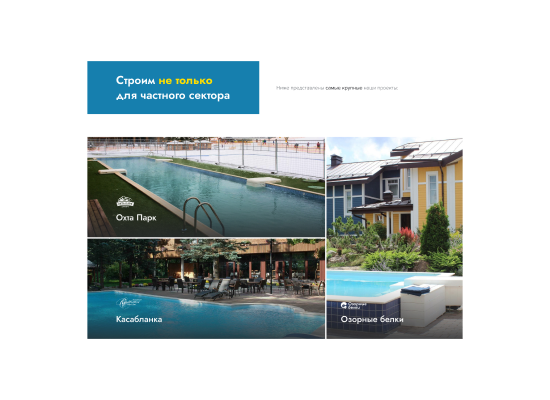 Строим не только
для частного сектора
Ниже представлены самые крупные наши проекты:
Охта Парк
Касабланка
Озорные белки